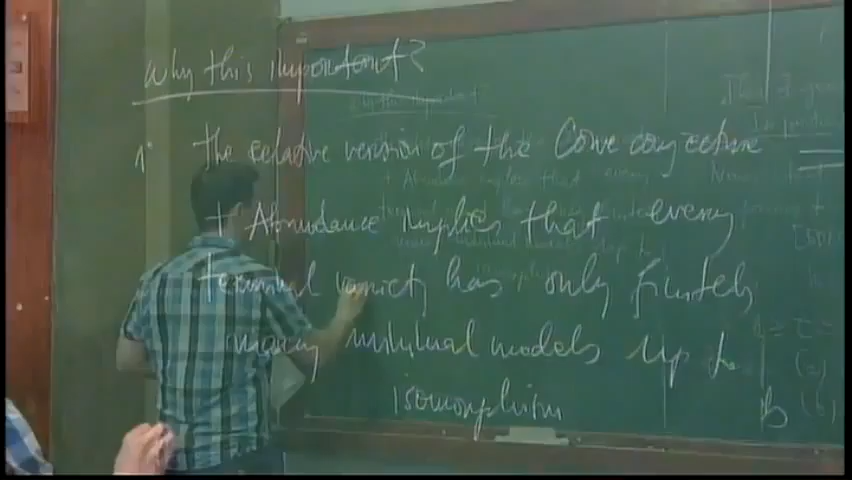 Why this important?
1. The relative version of the Cone conjecture
+ Abundance implies that every
terminal variety has only finitely
many minimal models up to
isomorphism